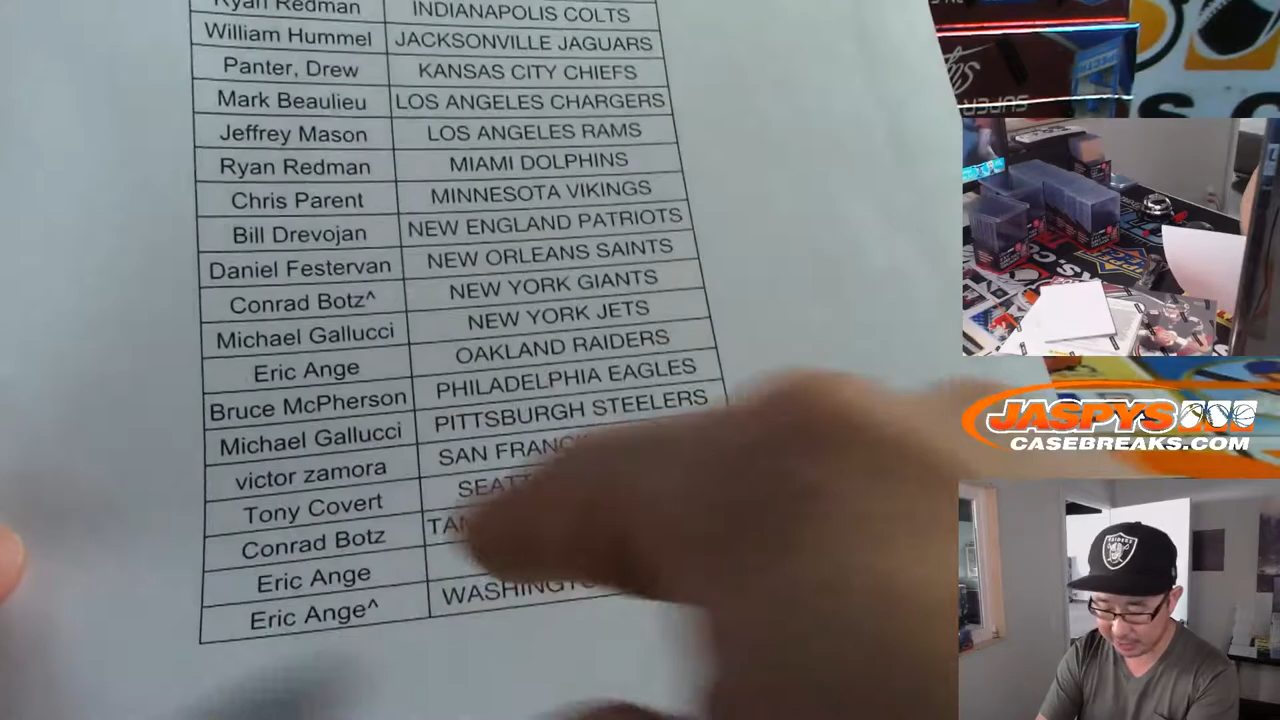 Ryan Redman INDIANAPOLIS COLTS
William Hummel JACKSONVILLE JAGUARS
Panter, Drew KANSAS CITY CHIEFS
Mark Beaulieu LOS ANGELES CHARGERS
Jeffrey Mason LOS ANGELES RAMS
Ryan Redman MIAMI DOLPHINS
Chris Parent MINNESOTA VIKINGS
Bill Drevojan NEW ENGLAND PATRIOTS
Daniel Festervan NEW ORLEANS SAINTS
Conrad Botz^ NEW YORK GIANTS
Michael Gallucci NEW YORK JETS
Eric Ange OAKLAND RAIDERS
Bruce McPherson PHILADELPHIA EAGLES
Michael Gallucci PITTSBURGH STEELERS
victor zamora SAN
Tony Covert
Conrad Botz
Eric Ange
Eric Ange^
SUPER
JASPYS
CASEBREAKS.COM
RAIDERS